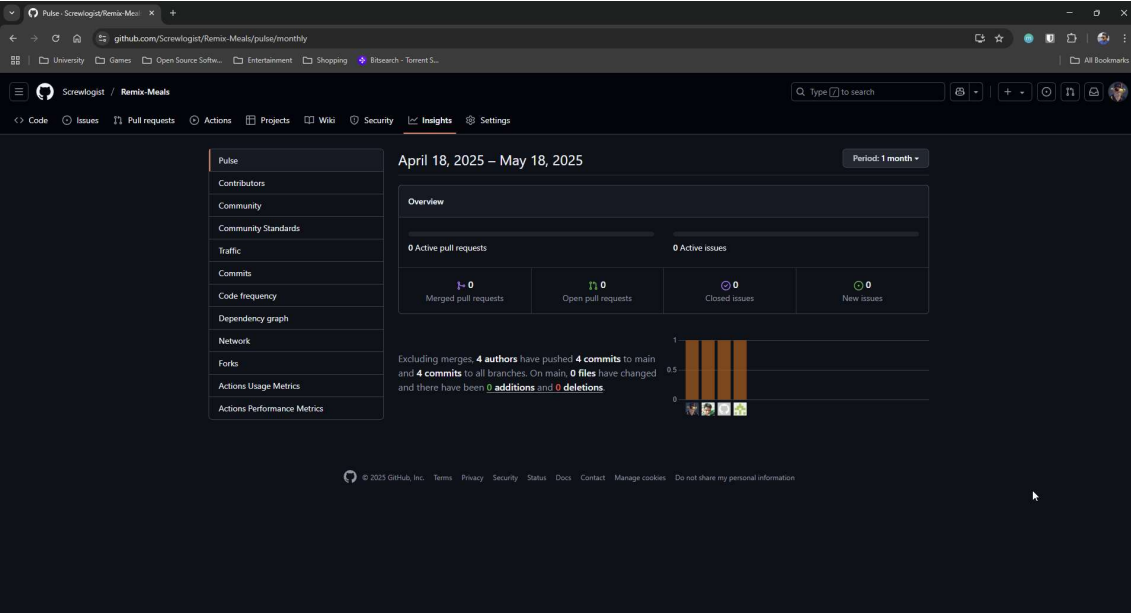 Pulse · Screwlogist/Remix-Meal
github.com/Screwlogist/Remix-Meals/pulse/monthly
University Games Open Source Softw... Entertainment Shopping Bitsearch - Torrent S... All Bookmarks
Screwlogist / Remix-Meals Type / to search
Code Issues Pull requests Actions Projects Wiki Security Insights Settings
Pulse
Contributors
Community
Community Standards
Traffic
Commits
Code frequency
Dependency graph
Network
Forks
Actions Usage Metrics
Actions Performance Metrics
April 18, 2025 – May 18, 2025 Period: 1 month
Overview
0 Active pull requests 0 Active issues
0 0 0 0
Merged pull requests Open pull requests Closed issues New issues
Excluding merges, 4 authors have pushed 4 commits to main
and 4 commits to all branches. On main, 0 files have changed
and there have been 0 additions and 0 deletions.
1
0.5
0
© 2025 GitHub, Inc. Terms Privacy Security Status Docs Contact Manage cookies Do not share my personal information